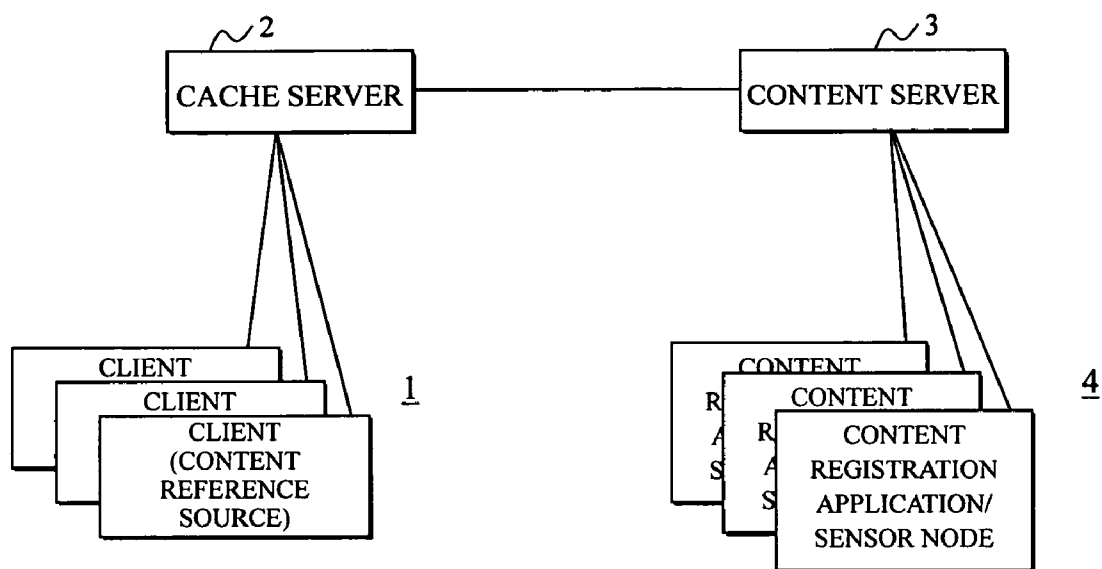 2
3
CACHE SERVER
CONTENT SERVER
CLIENT
CLIENT
CLIENT
(CONTENT
REFERENCE
SOURCE)
1
CONTENT
R
A
S
CONTENT
R
A
S
CONTENT
REGISTRATION
APPLICATION/
SENSOR NODE
4